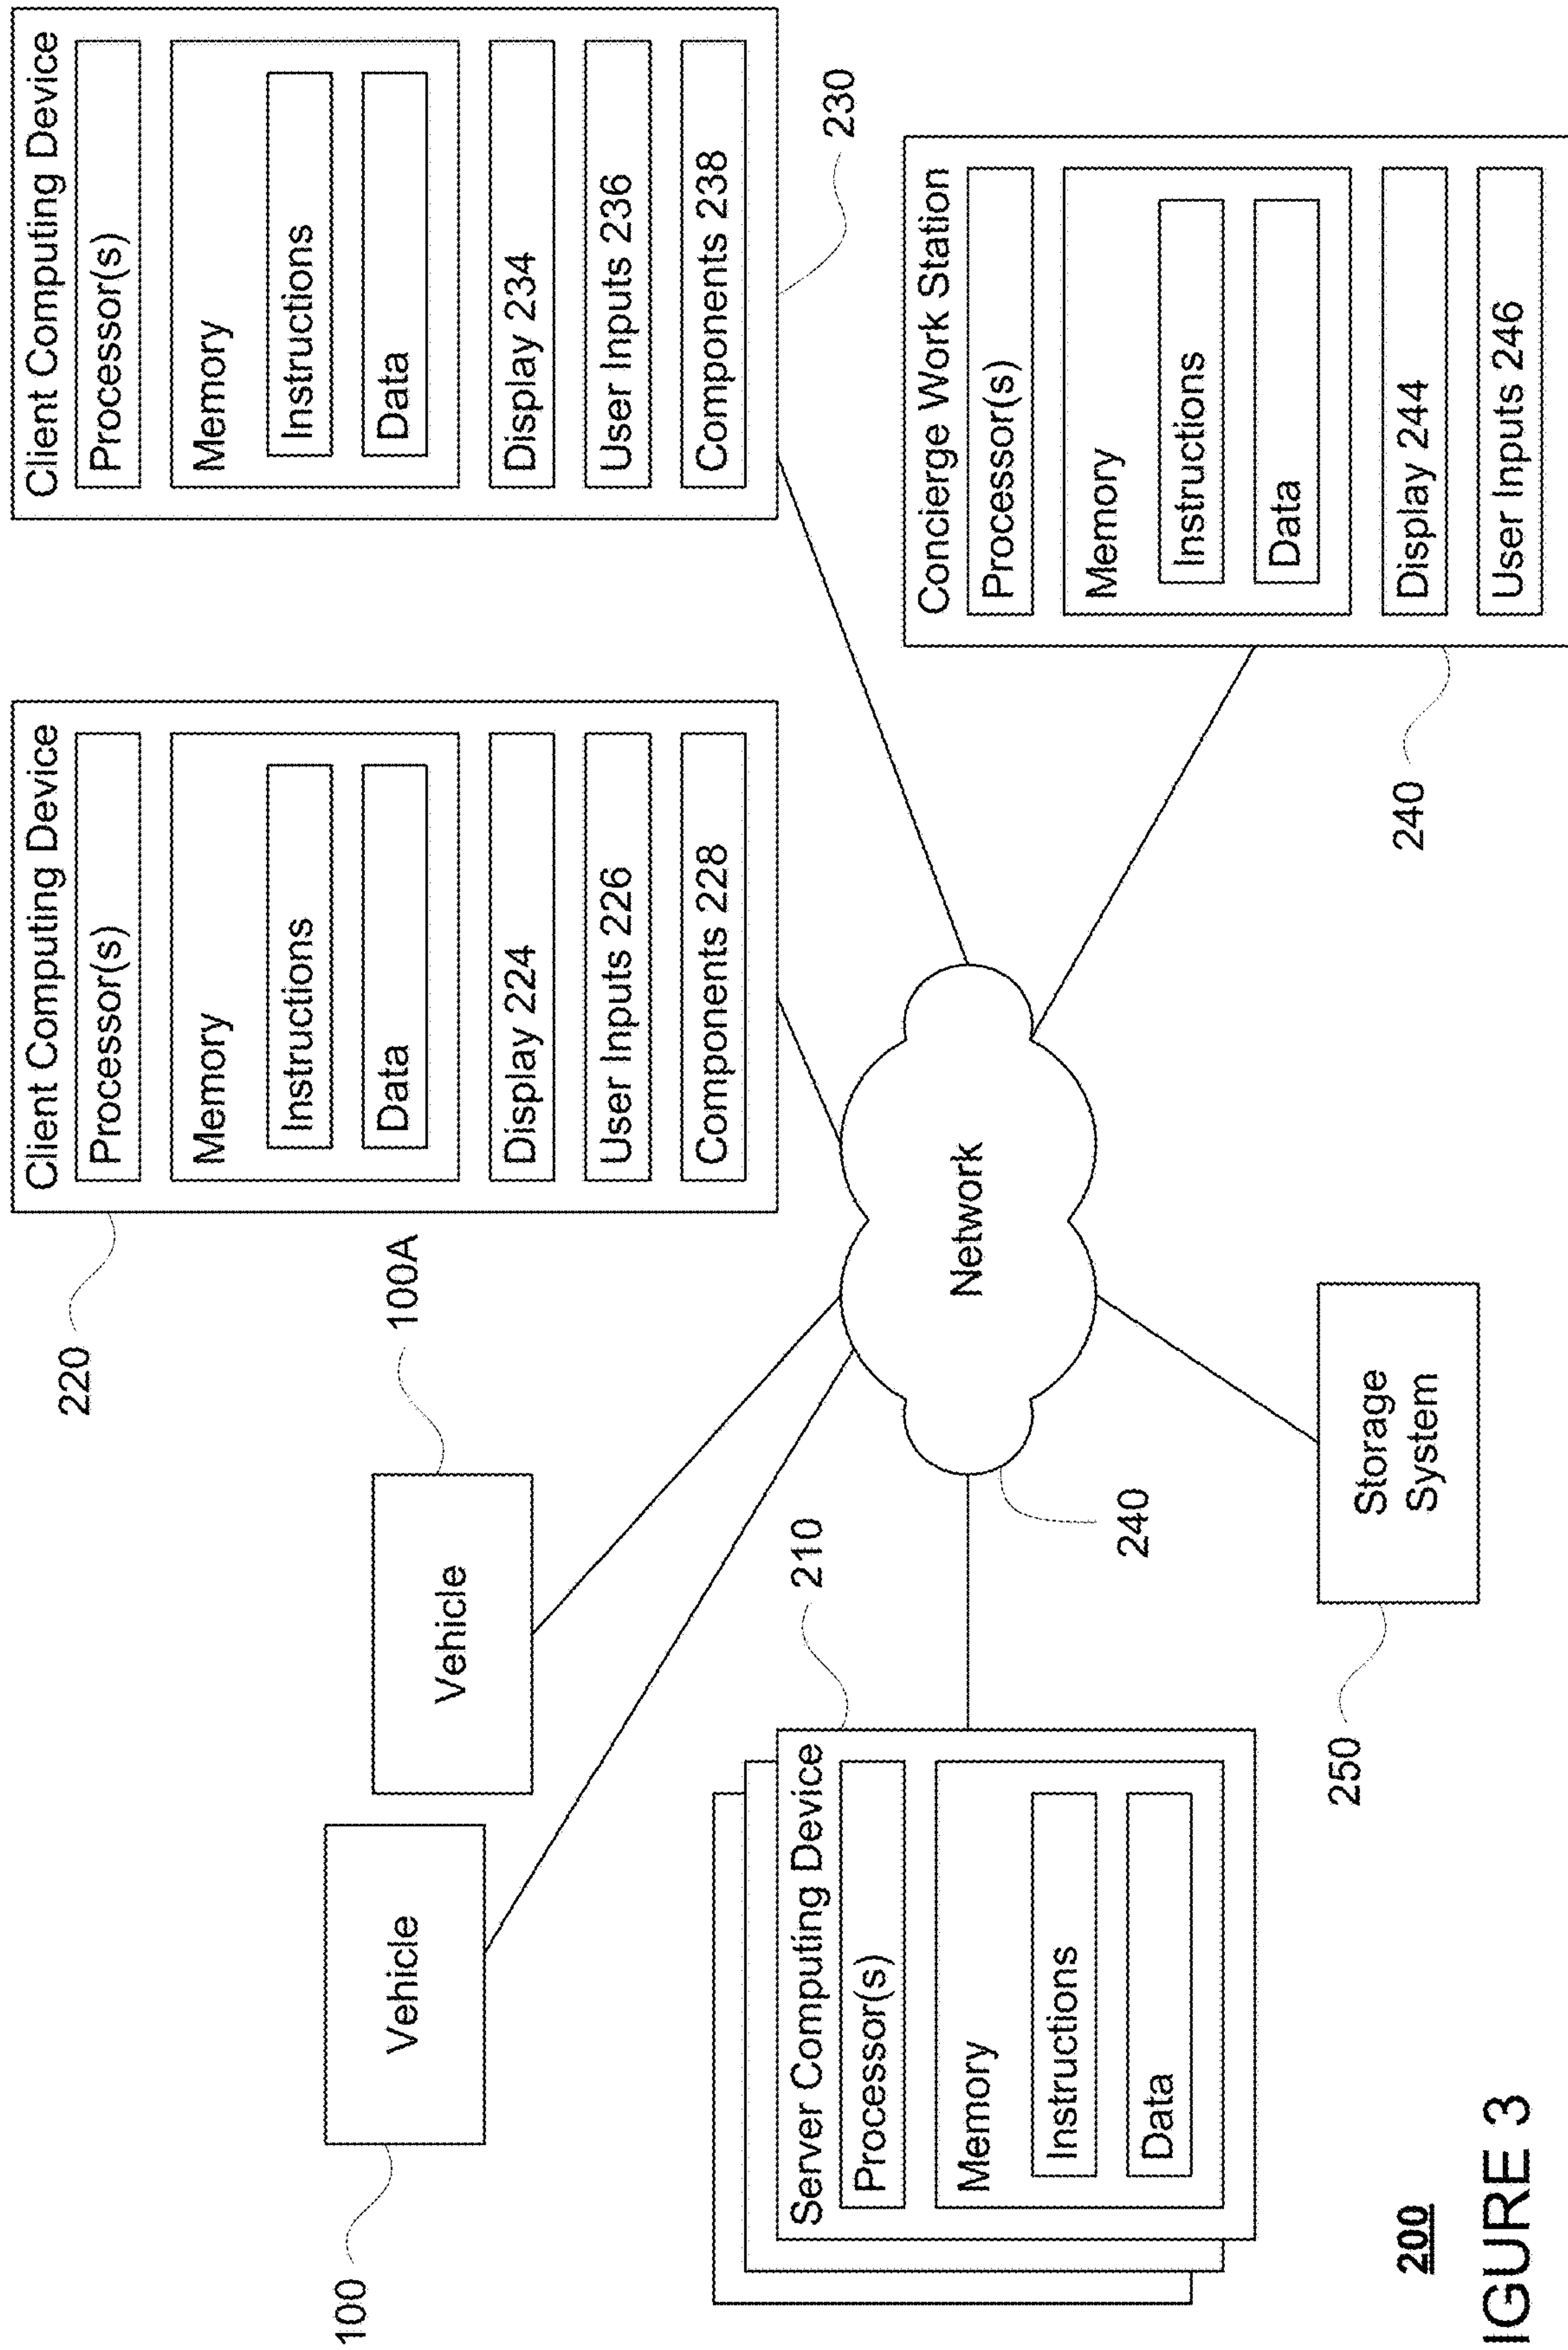 Client Computing Device
Processor(s)
Memory
Instructions
Data
Display 224
User Inputs 226
Components 228
220
Client Computing Device
Processor(s)
Memory
Instructions
Data
Display 234
User Inputs 236
Components 238
230
Vehicle
100
Vehicle
100A
Server Computing Device
Processor(s)
Memory
Instructions
Data
210
Network
240
Concierge Work Station
Processor(s)
Memory
Instructions
Data
Display 244
User Inputs 246
240
Storage
System
250
200
IGURE 3